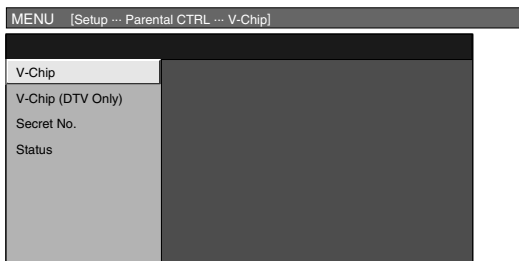 MENU [Setup ··· Parental CTRL ··· V-Chip]
V-Chip
V-Chip (DTV Only)
Secret No.
Status